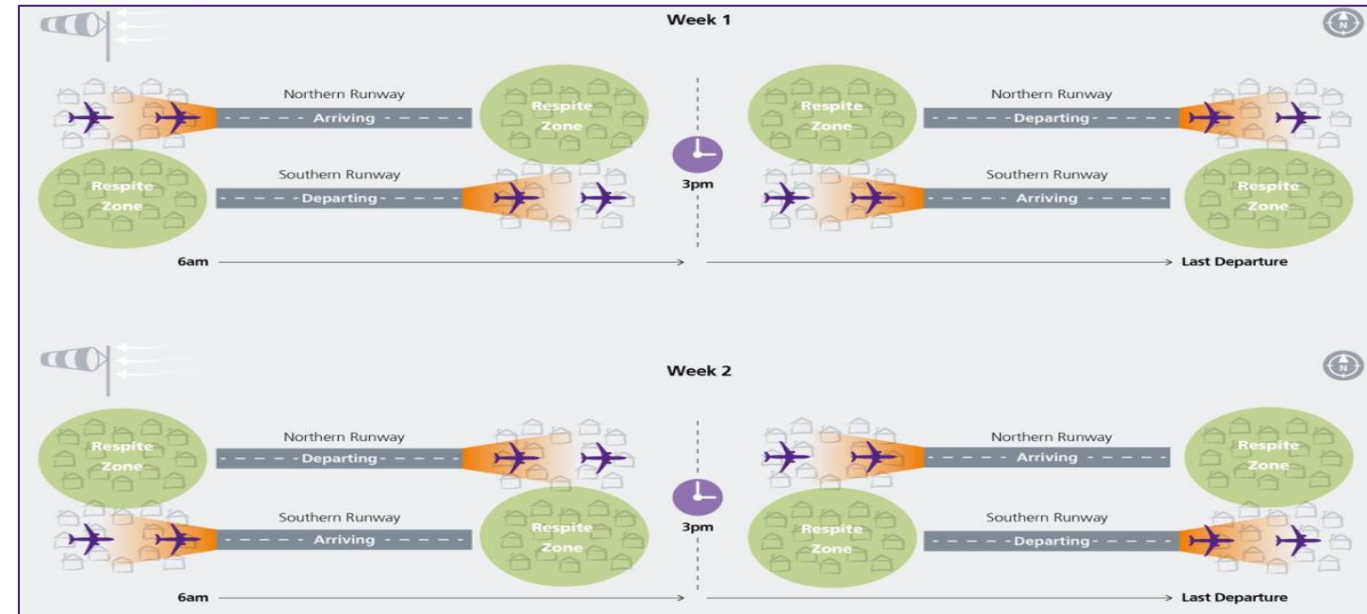 Week 1
N
Northern Runway
Arriving
Respite
Zone
Southern Runway
Departing
Respite
Zone
3pm
Northern Runway
Departing
Respite
Zone
Southern Runway
Arriving
Respite
Zone
6am
Last Departure
Week 2
N
Northern Runway
Departing
Respite
Zone
Southern Runway
Arriving
Respite
Zone
3pm
Northern Runway
Arriving
Respite
Zone
Southern Runway
Departing
Respite
Zone
6am
Last Departure